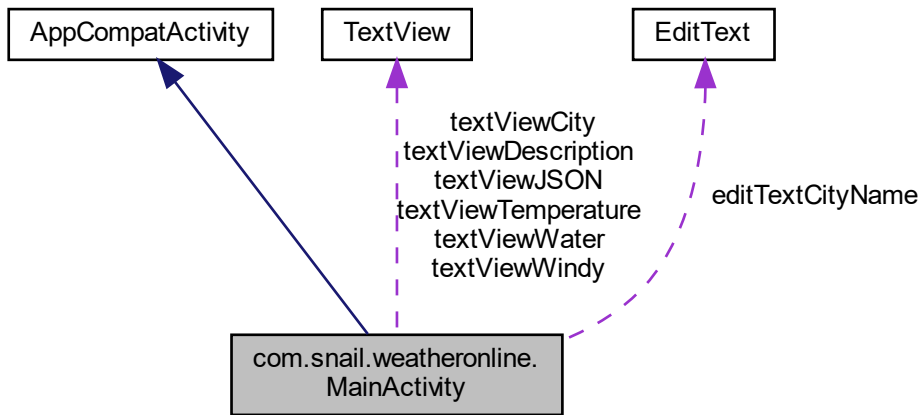 AppCompatActivity
TextView
EditText
textViewCity
textViewDescription
textViewJSON
textViewTemperature
textViewWater
textViewWindy
editTextCityName
com.snail.weatheronline.
MainActivity